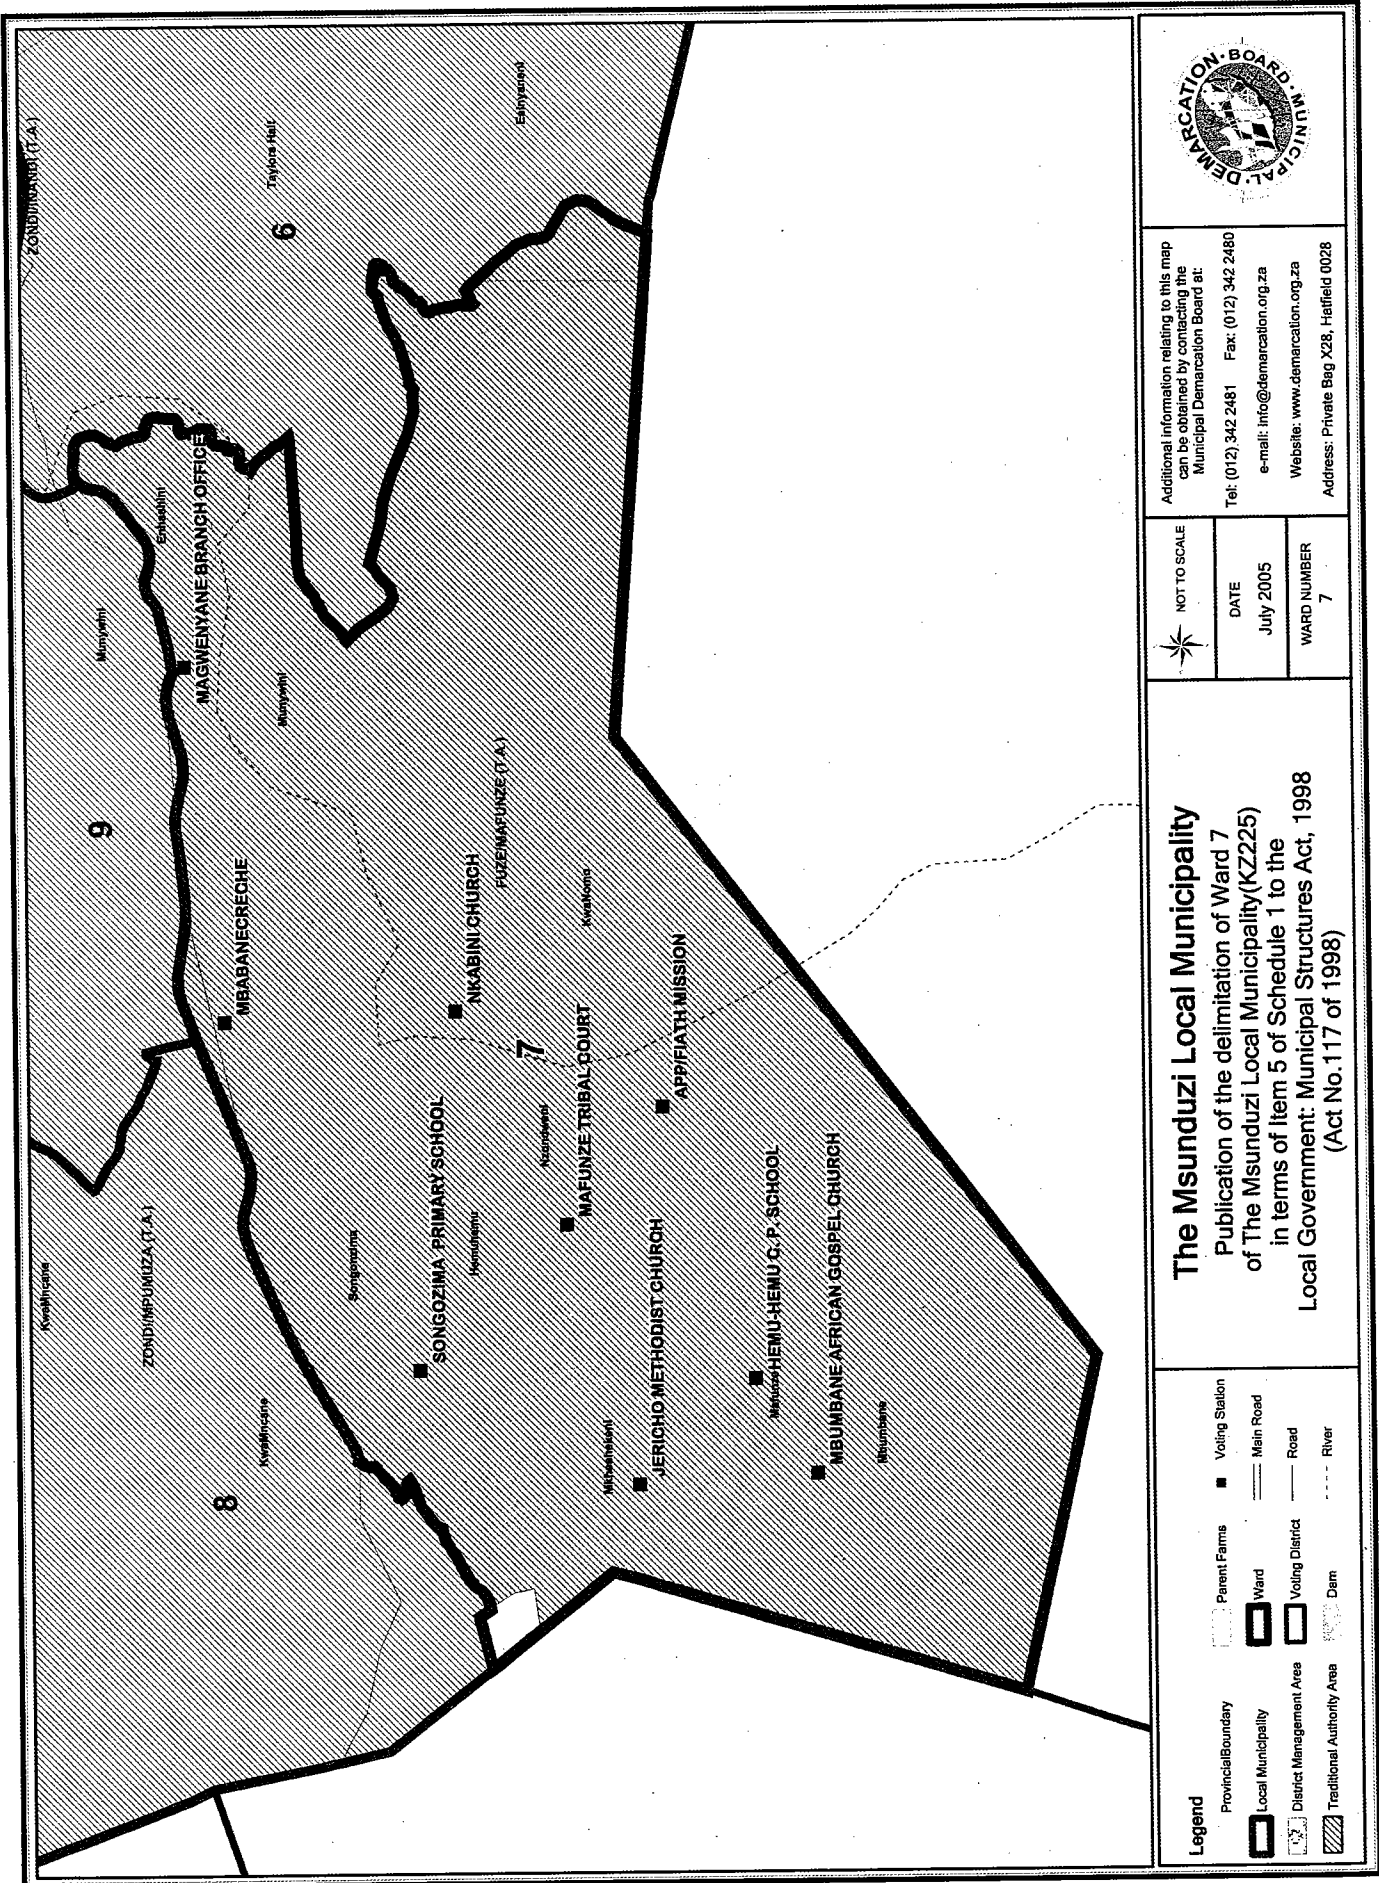 ZONDI/INANDI (T.A.)
Taylors Halt
6
Munywini
9
MAGWENYANE BRANCH OFFICE
Munywini
KwaMncane
ZONDI/MPUMUZA (T.A.)
MBABANECRECHE
KwaMncane
8
Songonzima
SONGOZIMA PRIMARY SCHOOL
NKABINI CHURCH
FUZE/MAFUNZE (T.A.)
7
MAFUNZE TRIBAL COURT
APP/FIATH MISSION
JERICHO METHODIST CHURCH
HEMU-HEMU C. P. SCHOOL
MBUMBANE AFRICAN GOSPEL CHURCH
Mbumbane
Legend
ProvincialBoundary
Local Municipality
District Management Area
Traditional Authority Area
Parent Farms
Ward
Voting District
Dam
Voting Station
Main Road
Road
River
The Msunduzi Local Municipality
Publication of the delimitation of Ward 7
of The Msunduzi Local Municipality(KZ225)
in terms of Item 5 of Schedule 1 to the
Local Government: Municipal Structures Act, 1998
(Act No.117 of 1998)
NOT TO SCALE
DATE
July 2005
WARD NUMBER
7
Additional information relating to this map
can be obtained by contacting the
Municipal Demarcation Board at:
Tel: (012) 342 2481 Fax: (012) 342 2480
e-mail: info@demarcation.org.za
Website: www.demarcation.org.za
Address: Private Bag X28, Hatfield 0028
MUNICIPAL · DEMARCATION · BOARD